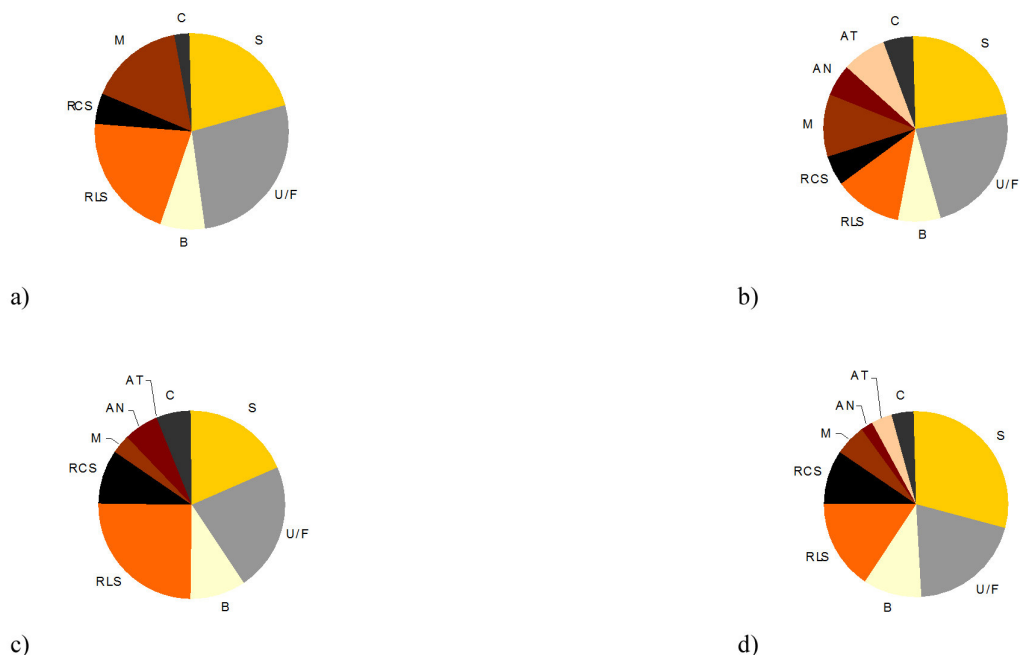 C
M
S
RCS
RLS
U/F
B
a)
C
AT
S
AN
M
RCS
U/F
RLS
B
b)
AT
C
AN
S
M
RCS
U/F
RLS
B
c)
AT
C
AN
M
S
RCS
RLS
U/F
B
d)